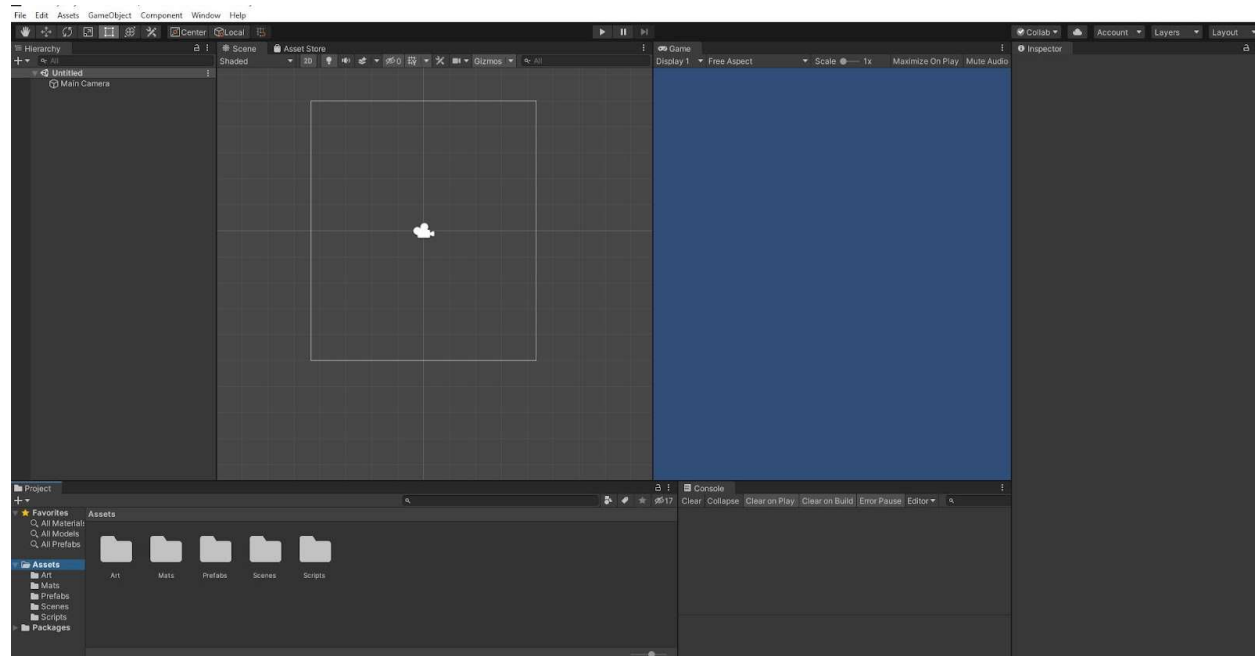 File Edit Assets GameObject Component Window Help
Center Local
Collab Account Layers Layout
Hierarchy
All
Untitled
Main Camera
Scene Asset Store
Shaded 2D 0 Gizmos All
Game
Display 1 Free Aspect Scale 1x Maximize On Play Mute Audio
Inspector
Project
17
Favorites
All Materials
All Models
All Prefabs
Assets
Art
Mats
Prefabs
Scenes
Scripts
Packages
Assets
Art Mats Prefabs Scenes Scripts
Console
Clear Collapse Clear on Play Clear on Build Error Pause Editor